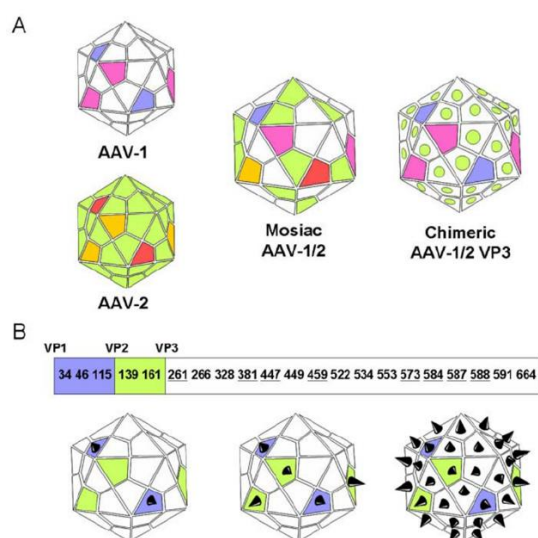 A
AAV-1
AAV-2
Mosiac
AAV-1/2
Chimeric
AAV-1/2 VP3
B
VP1 VP2 VP3
34 46 115 139 161 261 266 328 381 447 449 459 522 534 553 573 584 587 588 591 664